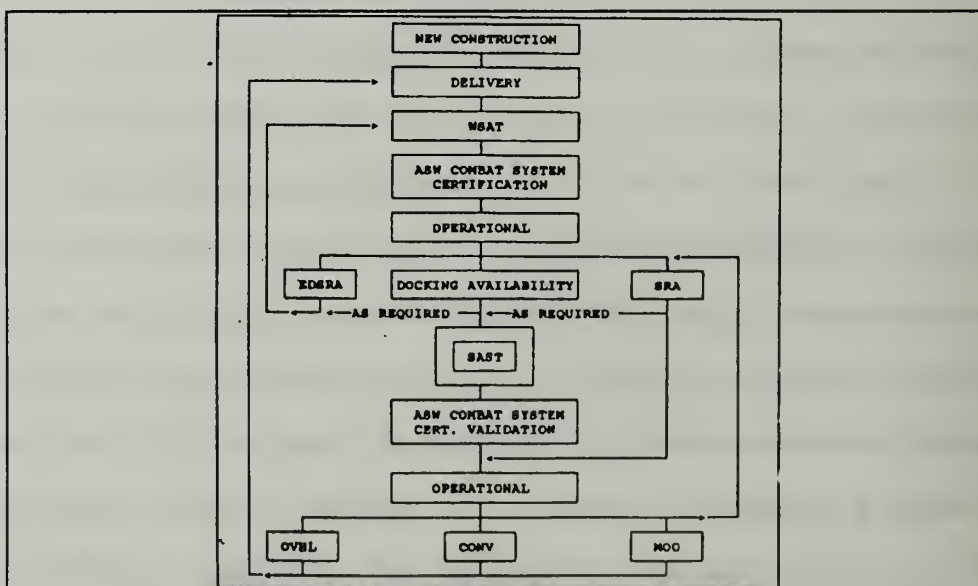 NEW CONSTRUCTION
DELIVERY
WSAT
ASW COMBAT SYSTEM
CERTIFICATION
OPERATIONAL
EDSRA
DOCKING AVAILABILITY
SRA
AS REQUIRED
AS REQUIRED
SAST
ASW COMBAT SYSTEM
CERT. VALIDATION
OPERATIONAL
OVHL
CONV
MOD